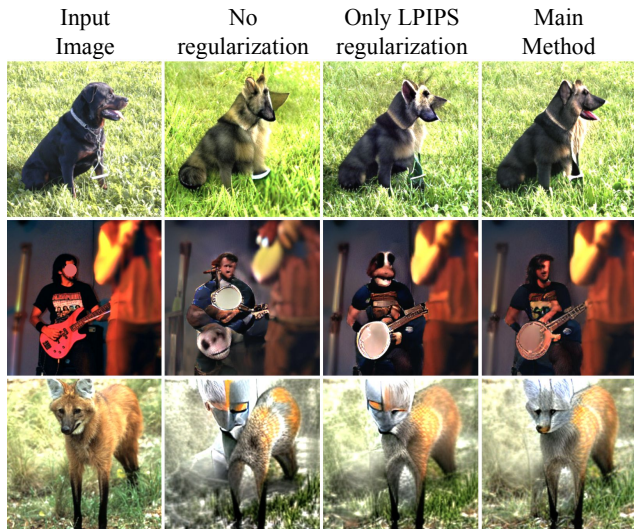 Input Image
No regularization
Only LPIPS regularization
Main Method